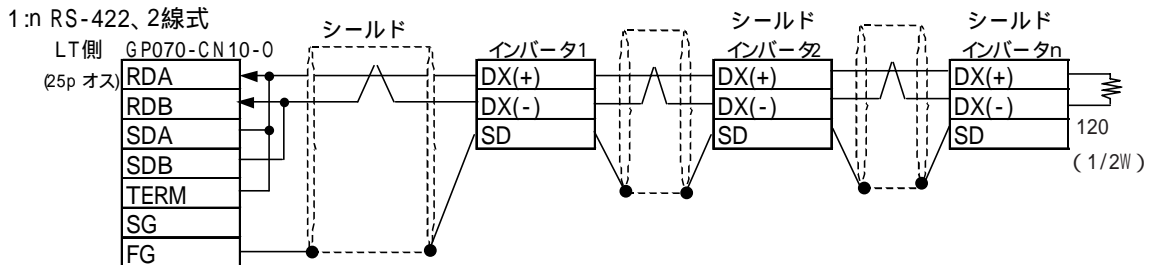 1:n RS-422、2線式
シールド
シールド
シールド
LT側 GP070-CN10-0
インバータ1
インバータ2
インバータn
(25p オス)
RDA
DX(+)
DX(+)
DX(+)
RDB
DX(-)
DX(-)
DX(-)
SDA
SD
SD
SD
120
SDB
(1/2W)
TERM
SG
FG